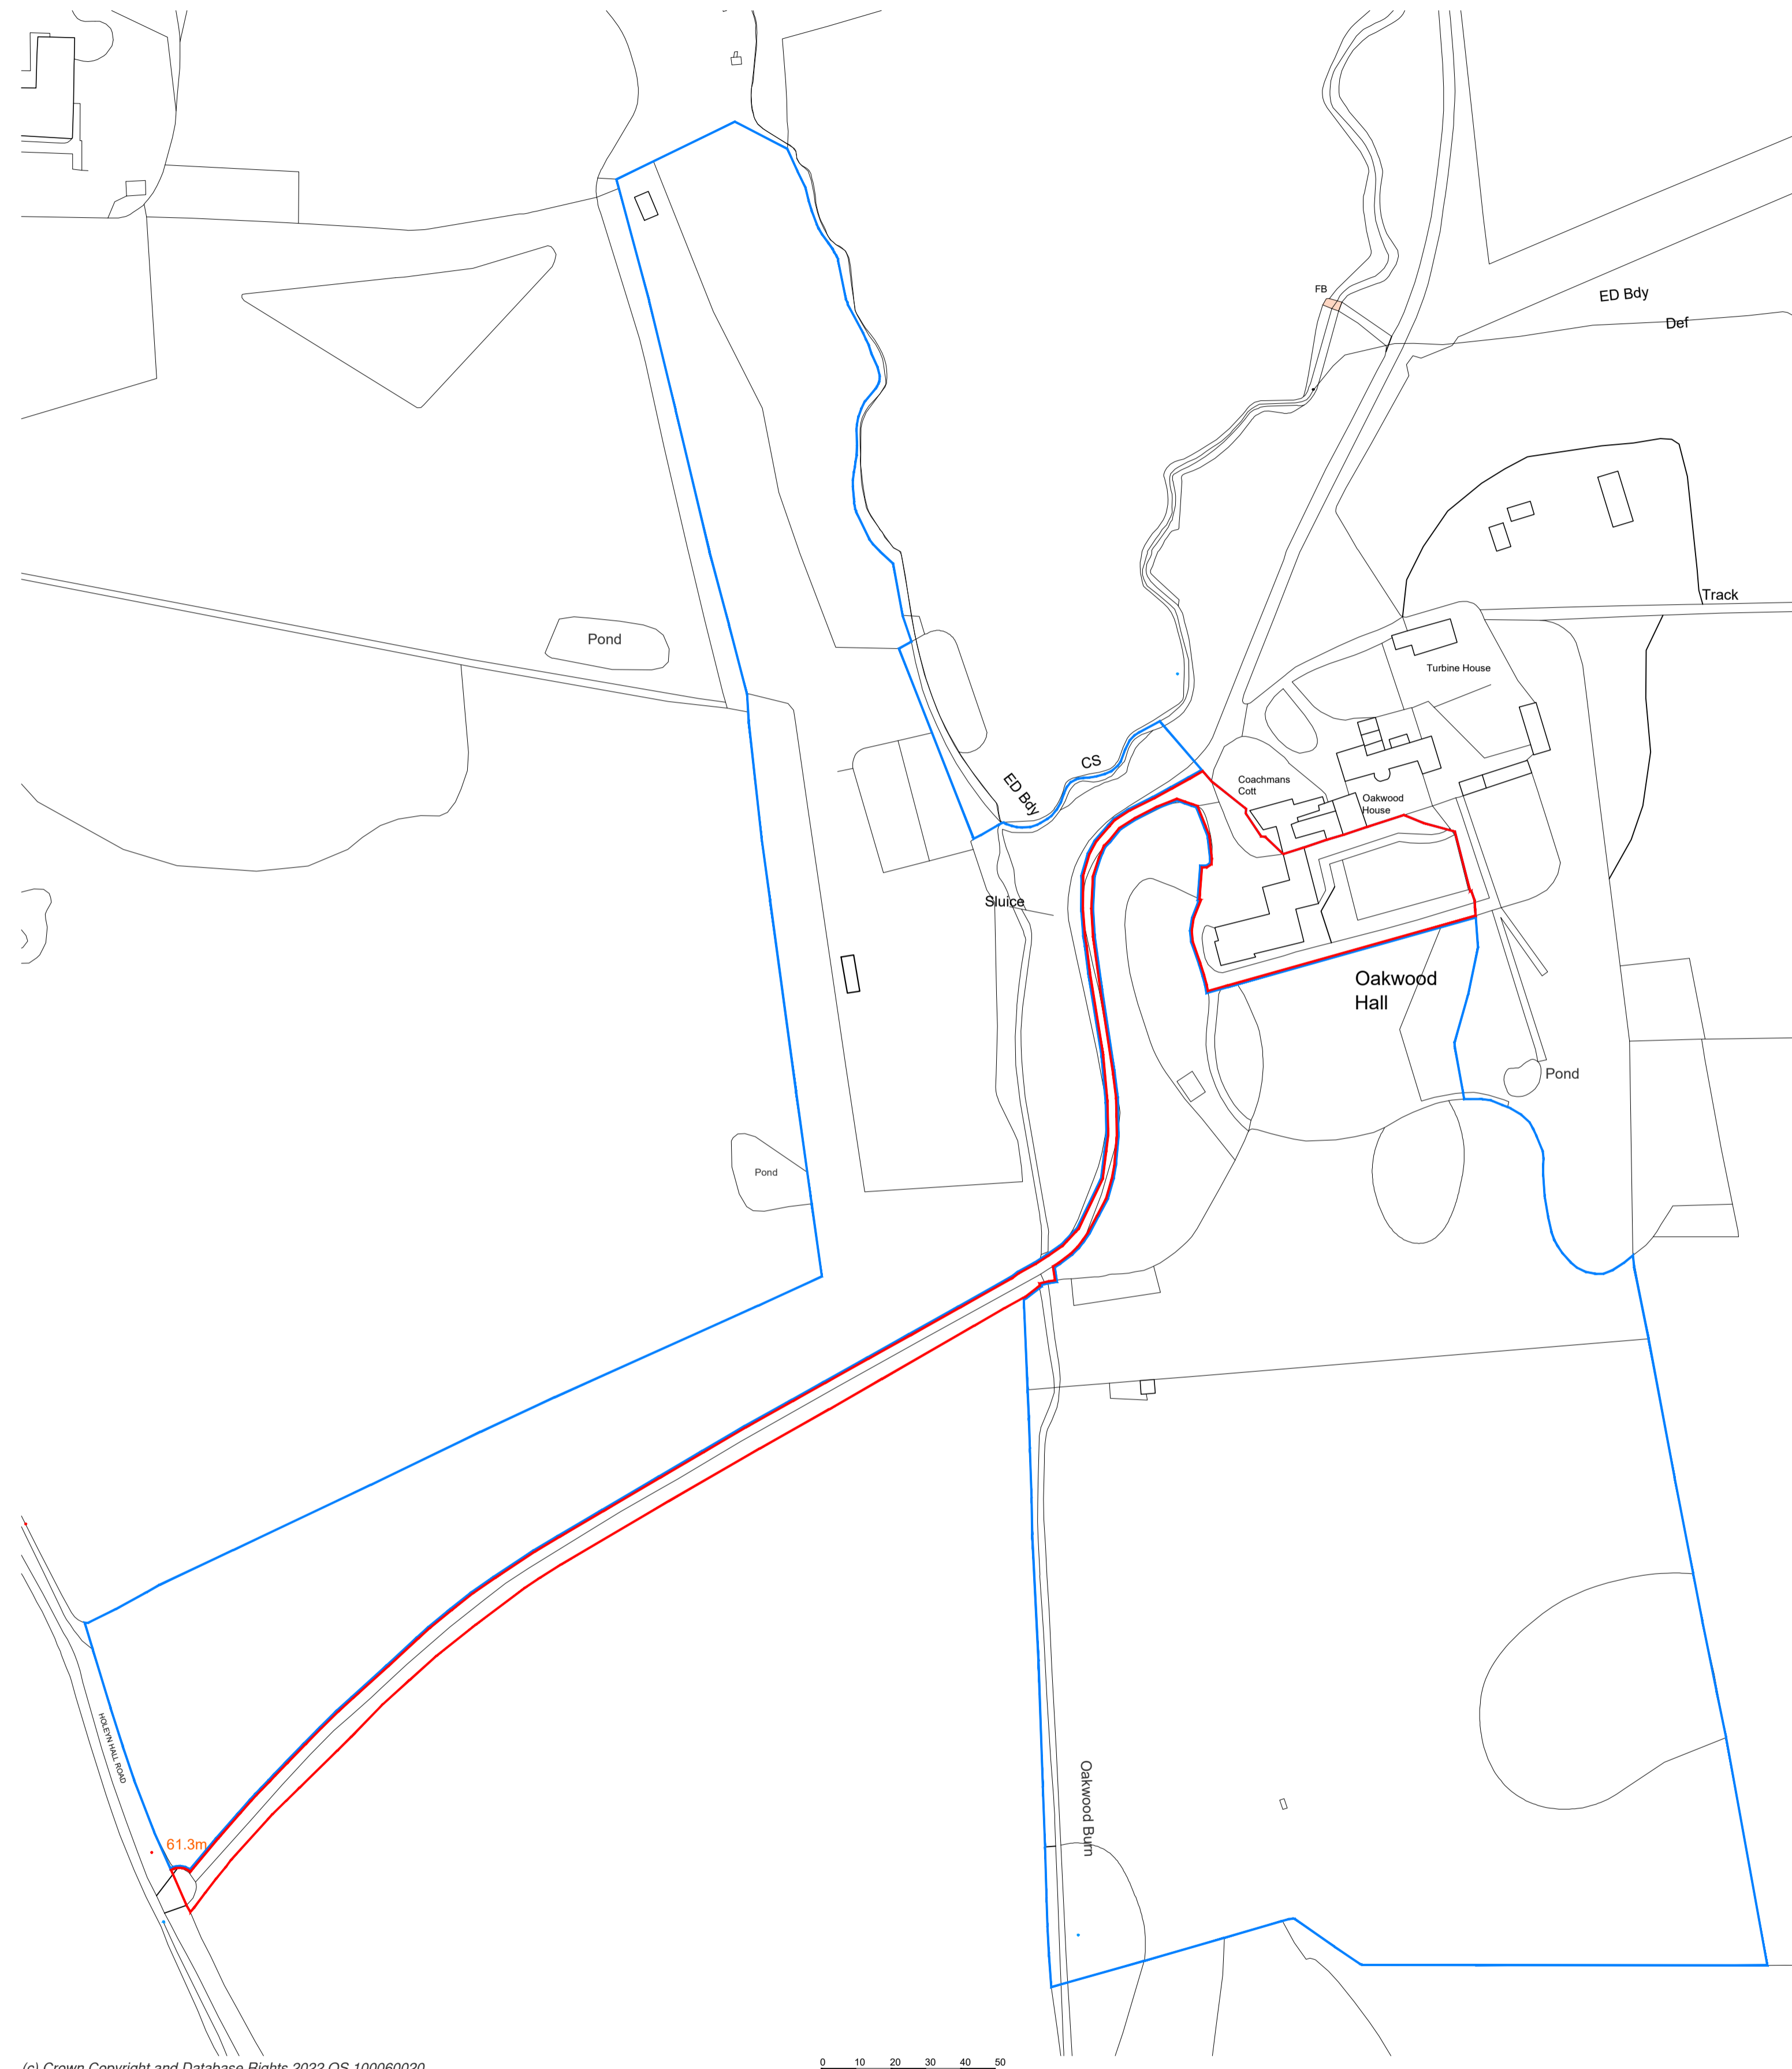 FB
ED Bdy
Def
Track
Pond
Turbine House
CS
ED Bdy
Coachmans
Cott
Oakwood
House
Sluice
Oakwood
Hall
Pond
Pond
HOLEYN HALL ROAD
61.3m
Oakwood Burn
(c) Crown Copyright and Database Rights 2022 OS 100060020
0 10 20 30 40 50